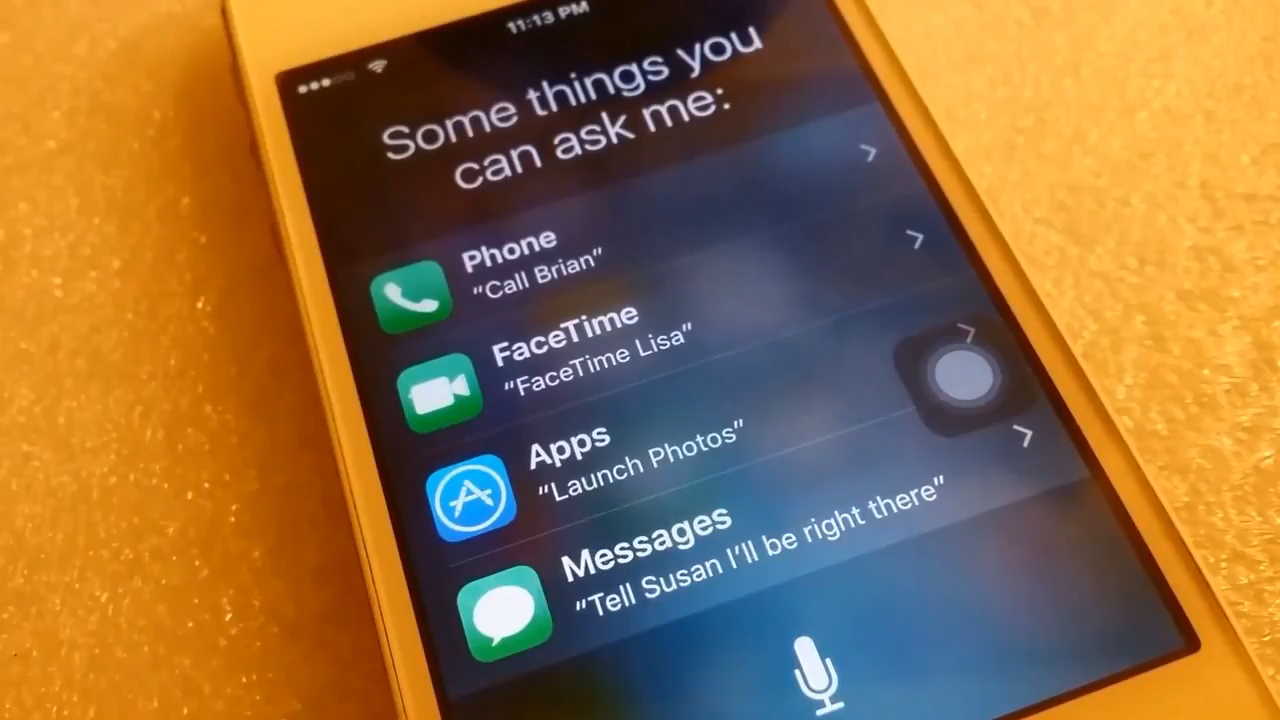 11:13 PM
Some things you
can ask me:
Phone
“Call Brian”
FaceTime
“FaceTime Lisa”
Apps
“Launch Photos”
Messages
“Tell Susan I’ll be right there”